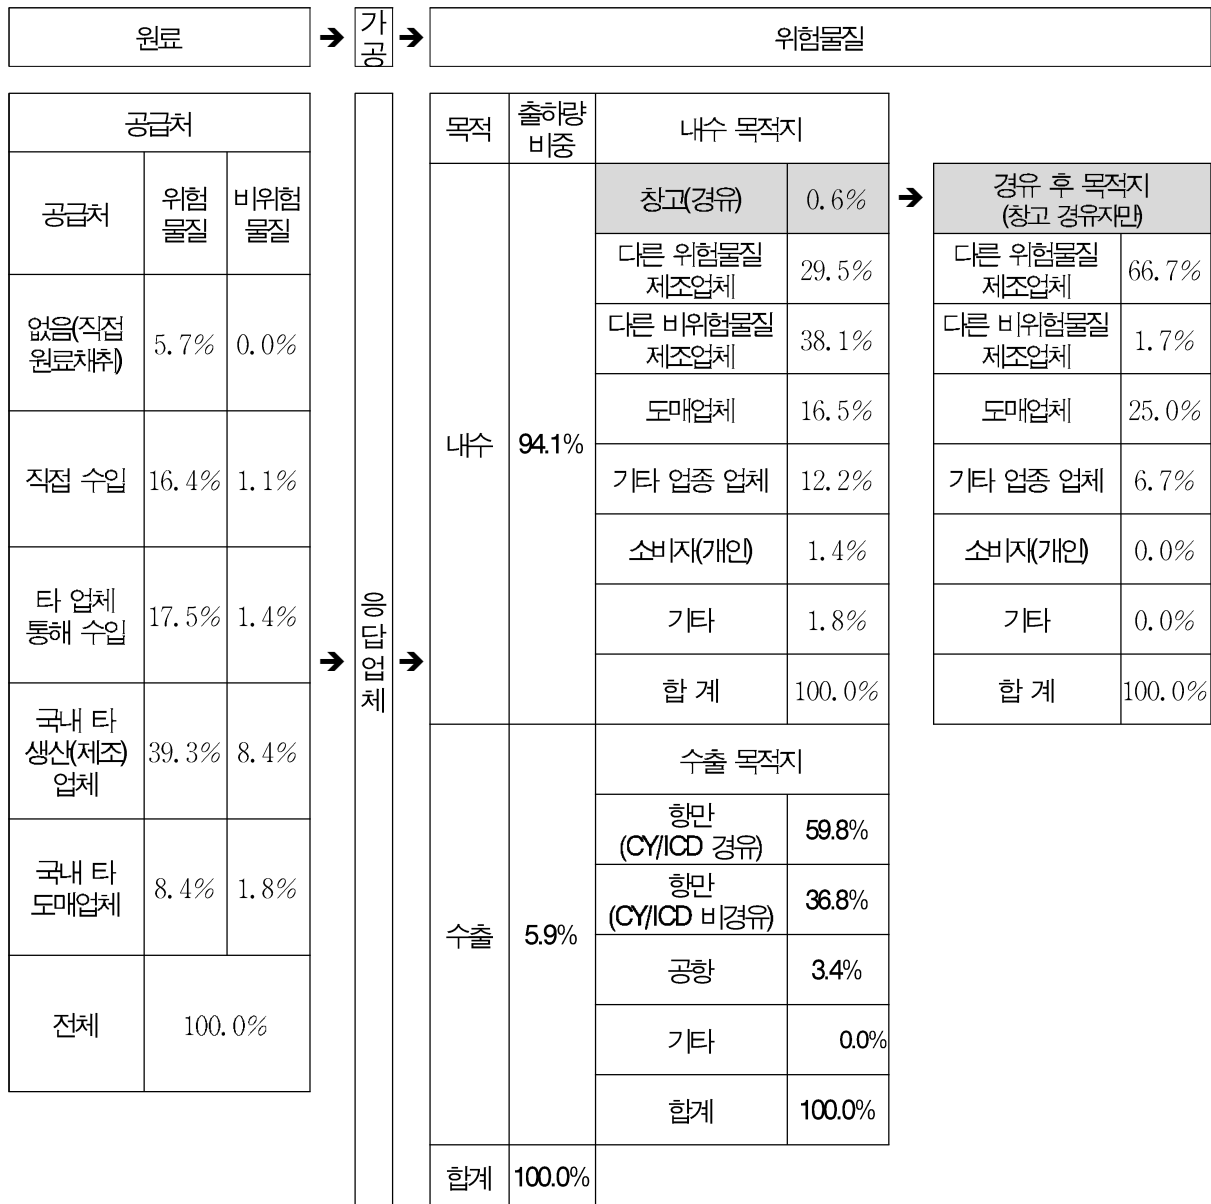 원료 ➔ 가공 ➔ 위험물질
공급처
공급처 위험물질 비위험물질
없음(직접 원료채취) 5.7% 0.0%
직접 수입 16.4% 1.1%
타 업체 통해 수입 17.5% 1.4%
국내 타 생산(제조) 업체 39.3% 8.4%
국내 타 도매업체 8.4% 1.8%
전체 100.0%
➔ 응답업체 ➔
목적 출하량 비중 내수 목적지
내수 94.1%
창고(경유) 0.6% ➔
다른 위험물질 제조업체 29.5%
다른 비위험물질 제조업체 38.1%
도매업체 16.5%
기타 업종 업체 12.2%
소비자(개인) 1.4%
기타 1.8%
합 계 100.0%
경유 후 목적지
(창고 경유자만)
다른 위험물질 제조업체 66.7%
다른 비위험물질 제조업체 1.7%
도매업체 25.0%
기타 업종 업체 6.7%
소비자(개인) 0.0%
기타 0.0%
합 계 100.0%
수출 5.9%
수출 목적지
항만 (CY/ICD 경유) 59.8%
항만 (CY/ICD 비경유) 36.8%
공항 3.4%
기타 0.0%
합계 100.0%
합계 100.0%